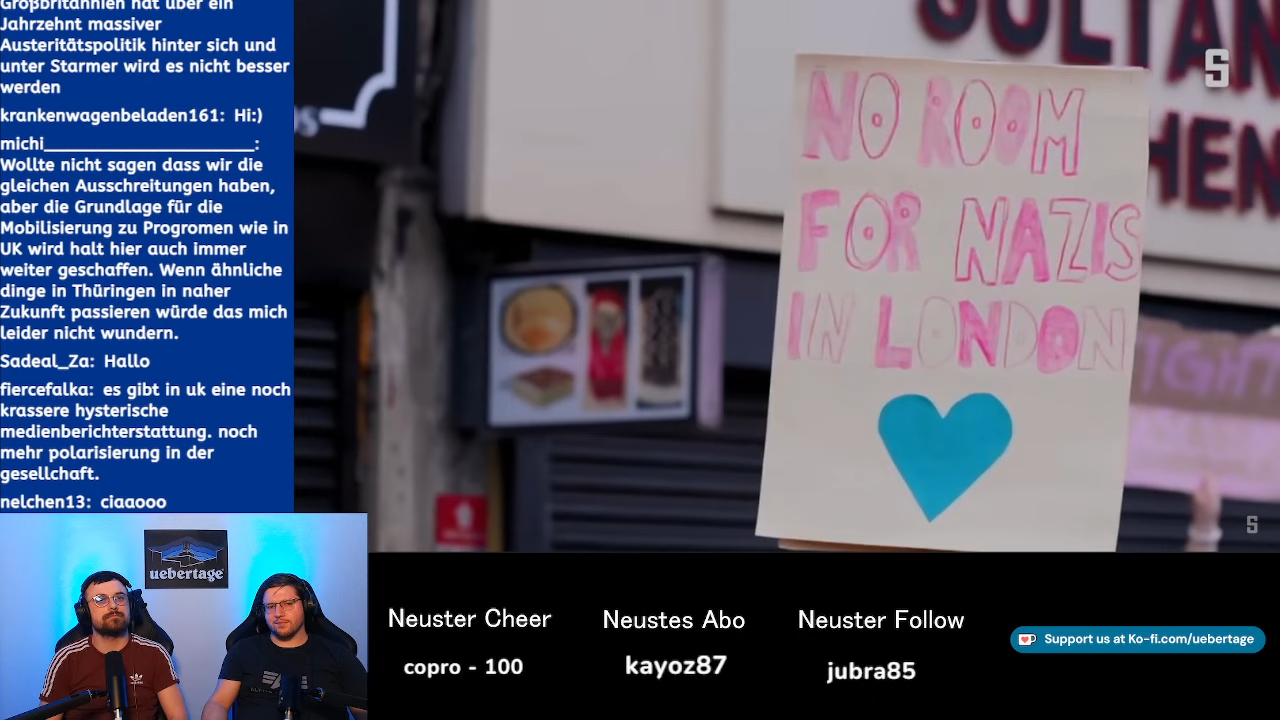 Großbritannien hat über ein
Jahrzehnt massiver
Austeritätspolitik hinter sich und
unter Starmer wird es nicht besser
werden
krankenwagenbeladen161: Hi:)
michi____________________:
Wollte nicht sagen dass wir die
gleichen Ausschreitungen haben,
aber die Grundlage für die
Mobilisierung zu Progromen wie in
UK wird halt hier auch immer
weiter geschaffen. Wenn ähnliche
dinge in Thüringen in naher
Zukunft passieren würde das mich
leider nicht wundern.
Sadeal_Za: Hallo
fiercefalka: es gibt in uk eine noch
krassere hysterische
medienberichterstattung. noch
mehr polarisierung in der
gesellchaft.
nelchen13: ciaaooo
SULTAN
HEN
S
NO ROOM
FOR NAZIS
IN LONDON
IGHT
S
uebertage
Neuster Cheer
copro - 100
Neustes Abo
kayoz87
Neuster Follow
jubra85
Support us at Ko-fi.com/uebertage